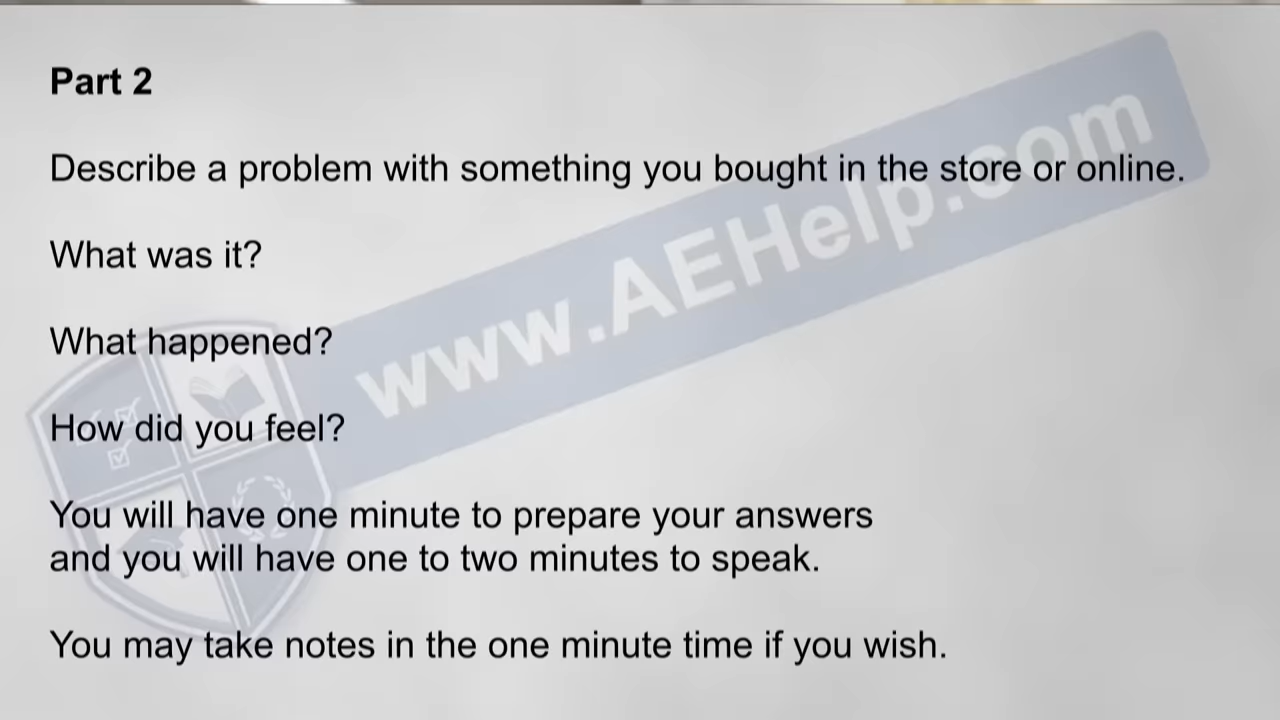 Part 2
Describe a problem with something you bought in the store or online.
What was it?
What happened?
How did you feel?
You will have one minute to prepare your answers
and you will have one to two minutes to speak.
You may take notes in the one minute time if you wish.
www.AEHelp.com